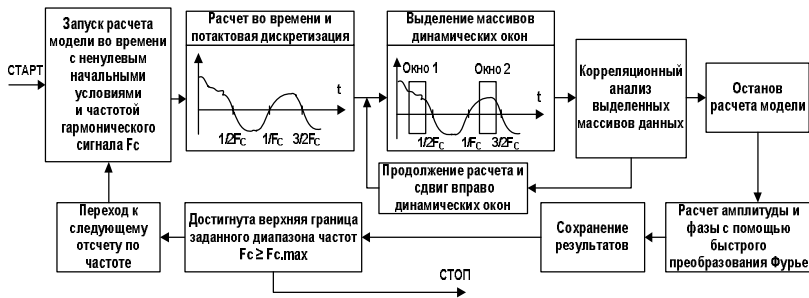 СТАРТ
Запуск расчета
модели во времени
с ненулевым
начальными
условиями
и частотой
гармонического
сигнала Fc
Расчет во времени и
потактовая дискретизация
t
1/2FC
1/FC
3/2FC
Выделение массивов
динамических окон
Окно 1
Окно 2
t
1/2FC
1/FC
3/2FC
Корреляционный
анализ
выделенных
массивов данных
Останов
расчета модели
Продолжение расчета и
сдвиг вправо
динамических окон
Переход к
следующему
отсчету по
частоте
Достигнута верхняя граница
заданного диапазона частот
Fc ≥ Fc.max
СТОП
Сохранение
результатов
Расчет амплитуды и
фазы с помощью
быстрого
преобразования Фурье